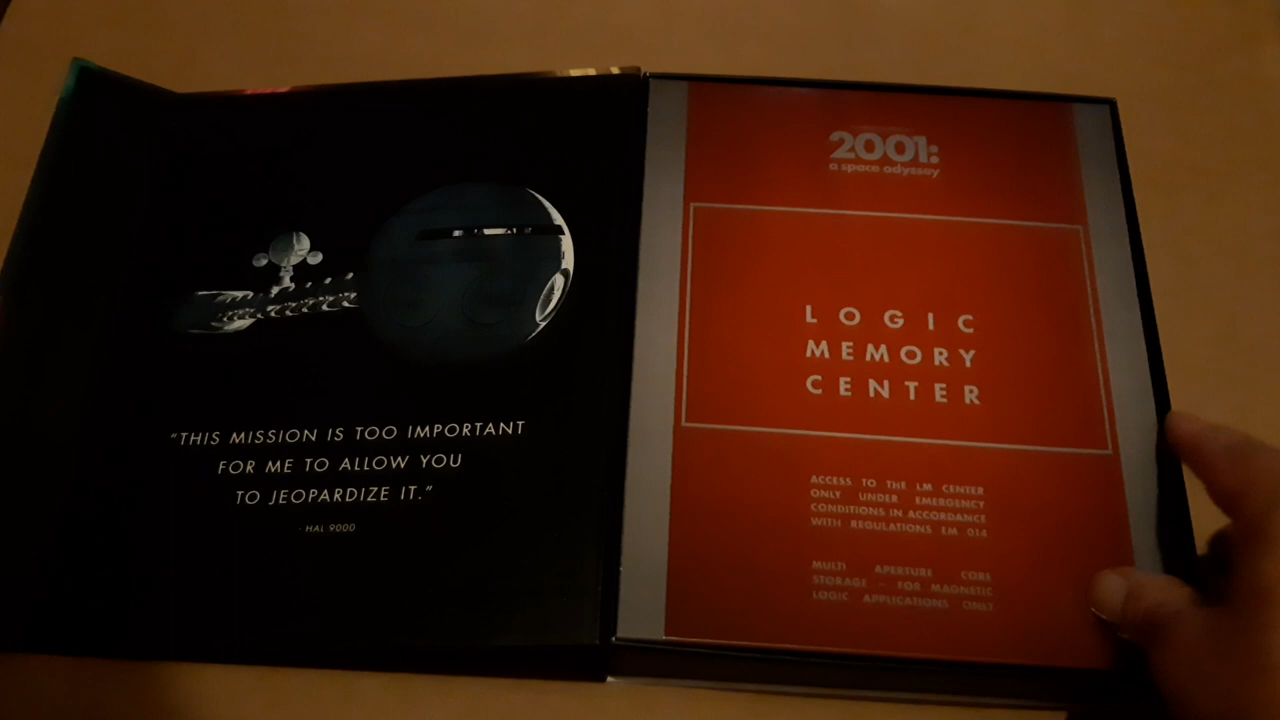 "THIS MISSION IS TOO IMPORTANT
FOR ME TO ALLOW YOU
TO JEOPARDIZE IT."
- HAL 9000
2001:
a space odyssey
LOGIC
MEMORY
CENTER
ACCESS TO THE LM CENTER
ONLY UNDER EMERGENCY
CONDITIONS IN ACCORDANCE
WITH REGULATIONS EM 014
MULTI APERTURE CORE
STORAGE – FOR MAGNETIC
LOGIC APPLICATIONS ONLY